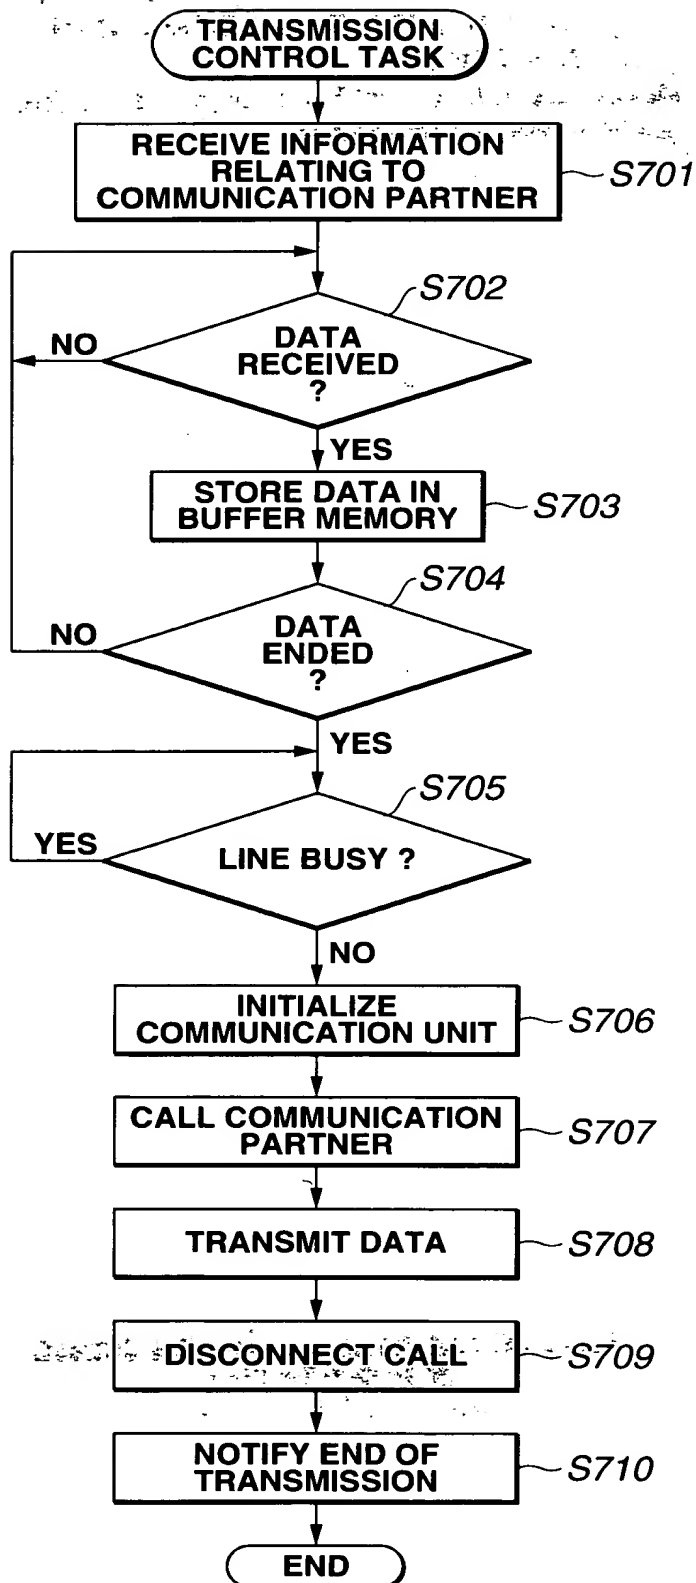 TRANSMISSION
CONTROL TASK
RECEIVE INFORMATION
RELATING TO
COMMUNICATION PARTNER
S701
S702
DATA
RECEIVED
?
NO
YES
STORE DATA IN
BUFFER MEMORY
S703
S704
DATA
ENDED
?
NO
YES
S705
LINE BUSY ?
YES
NO
INITIALIZE
COMMUNICATION UNIT
S706
CALL COMMUNICATION
PARTNER
S707
TRANSMIT DATA
S708
DISCONNECT CALL
S709
NOTIFY END OF
TRANSMISSION
S710
END